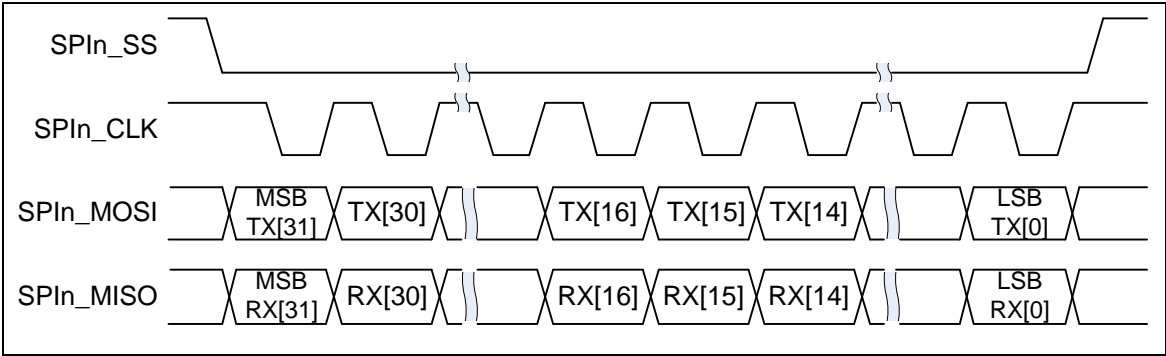 SPIn_SS
SPIn_CLK
SPIn_MOSI
MSB
TX[31]
TX[30]
TX[16]
TX[15]
TX[14]
LSB
TX[0]
SPIn_MISO
MSB
RX[31]
RX[30]
RX[16]
RX[15]
RX[14]
LSB
RX[0]